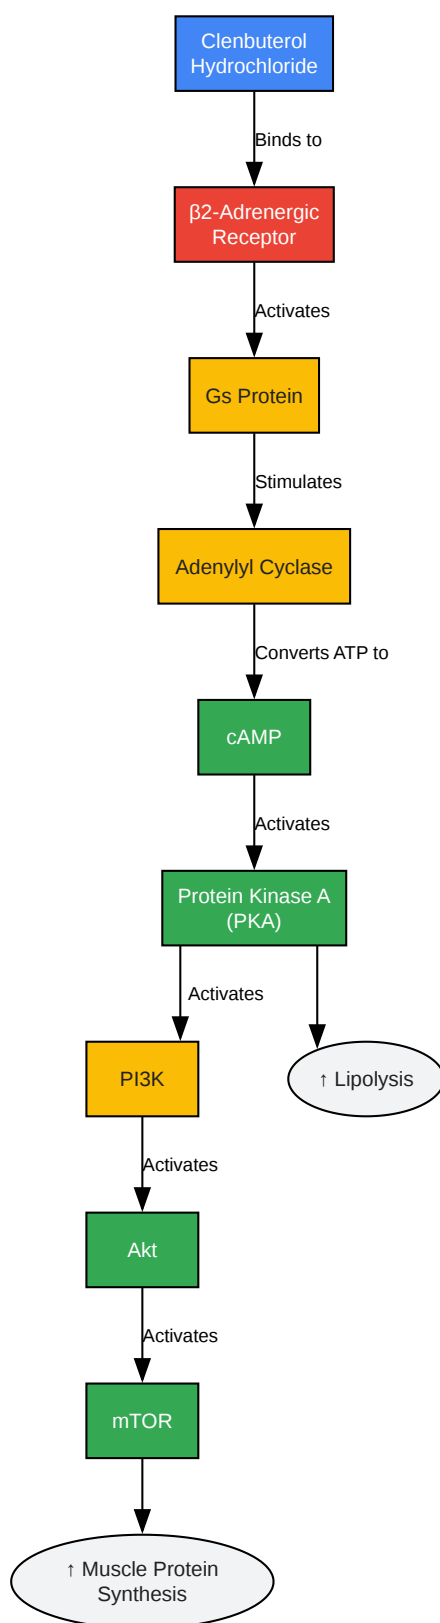 Clenbuterol
Hydrochloride
Binds to
β2-Adrenergic
Receptor
Activates
Gs Protein
Stimulates
Adenylyl Cyclase
Converts ATP to
cAMP
Activates
Protein Kinase A
(PKA)
Activates
PI3K
↑ Lipolysis
Activates
Akt
Activates
mTOR
↑ Muscle Protein
Synthesis